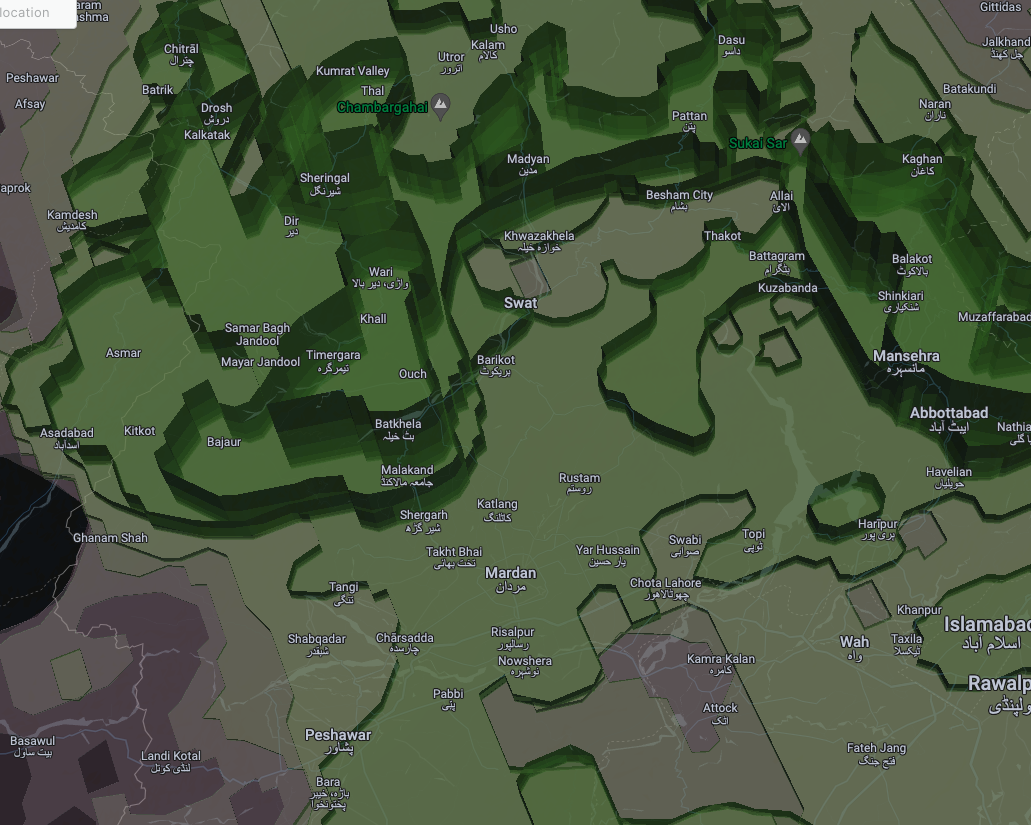 location
aram
ashma
Gittidas
Usho
Kalam
کالام
Dasu
داسو
Jalkhand
جل کھنڈ
Chitrāl
چترال
Utror
اترور
Peshawar
Kumrat Valley
Batrik
Thal
Batakundi
Afsay
Drosh
دروش
Chambargahai
Naran
ناران
Pattan
پٹن
Kalkatak
Sukai Sar
Madyan
مدین
Kaghan
کاغان
aprok
Sheringal
شیرنگل
Besham City
بشام
Allai
الای
Kamdesh
کامدیش
Dir
دیر
Khwazakhela
خوازہ خیلہ
Thakot
Battagram
بٹگرام
Balakot
بالاکوٹ
Wari
واڑی، دیر بالا
Kuzabanda
Shinkiari
شنکیاری
Swat
Khall
Muzaffarabad
Samar Bagh
Jandool
Asmar
Mayar Jandool
Timergara
تیمرگرہ
Barikot
بریکوٹ
Mansehra
مانسہرہ
Ouch
Abbottabad
ایبٹ آباد
Asadabad
اسدآباد
Kitkot
Bajaur
Batkhela
بٹ خیلہ
Nathia
ا گلی
Malakand
جامعہ مالاکنڈ
Rustam
روستم
Havelian
حویلیاں
Katlang
کاٹلنگ
Shergarh
شیر گڑھ
Ghanam Shah
Haripur
ہری پور
Takht Bhai
تخت بھائی
Yar Hussain
یار حسین
Swabi
صوابی
Topi
ٹوپی
Mardan
مردان
Tangi
تنگی
Chota Lahore
چھوٹالاهور
Khanpur
Islamabad
اسلام آباد
Shabqadar
شبقدر
Chārsadda
چارسدہ
Risalpur
رسالپور
Wah
واہ
Taxila
ٹیکسلا
Nowshera
نوشہرہ
Kamra Kalan
کامرہ
Rawalp
ولپنڈی
Pabbi
پبی
Attock
اٹک
Peshawar
پشاور
Basawul
بیت ساول
Landi Kotal
لنڈی کوتل
Fateh Jang
فتح جنگ
Bara
باڑہ، خیبر
پختونخوا